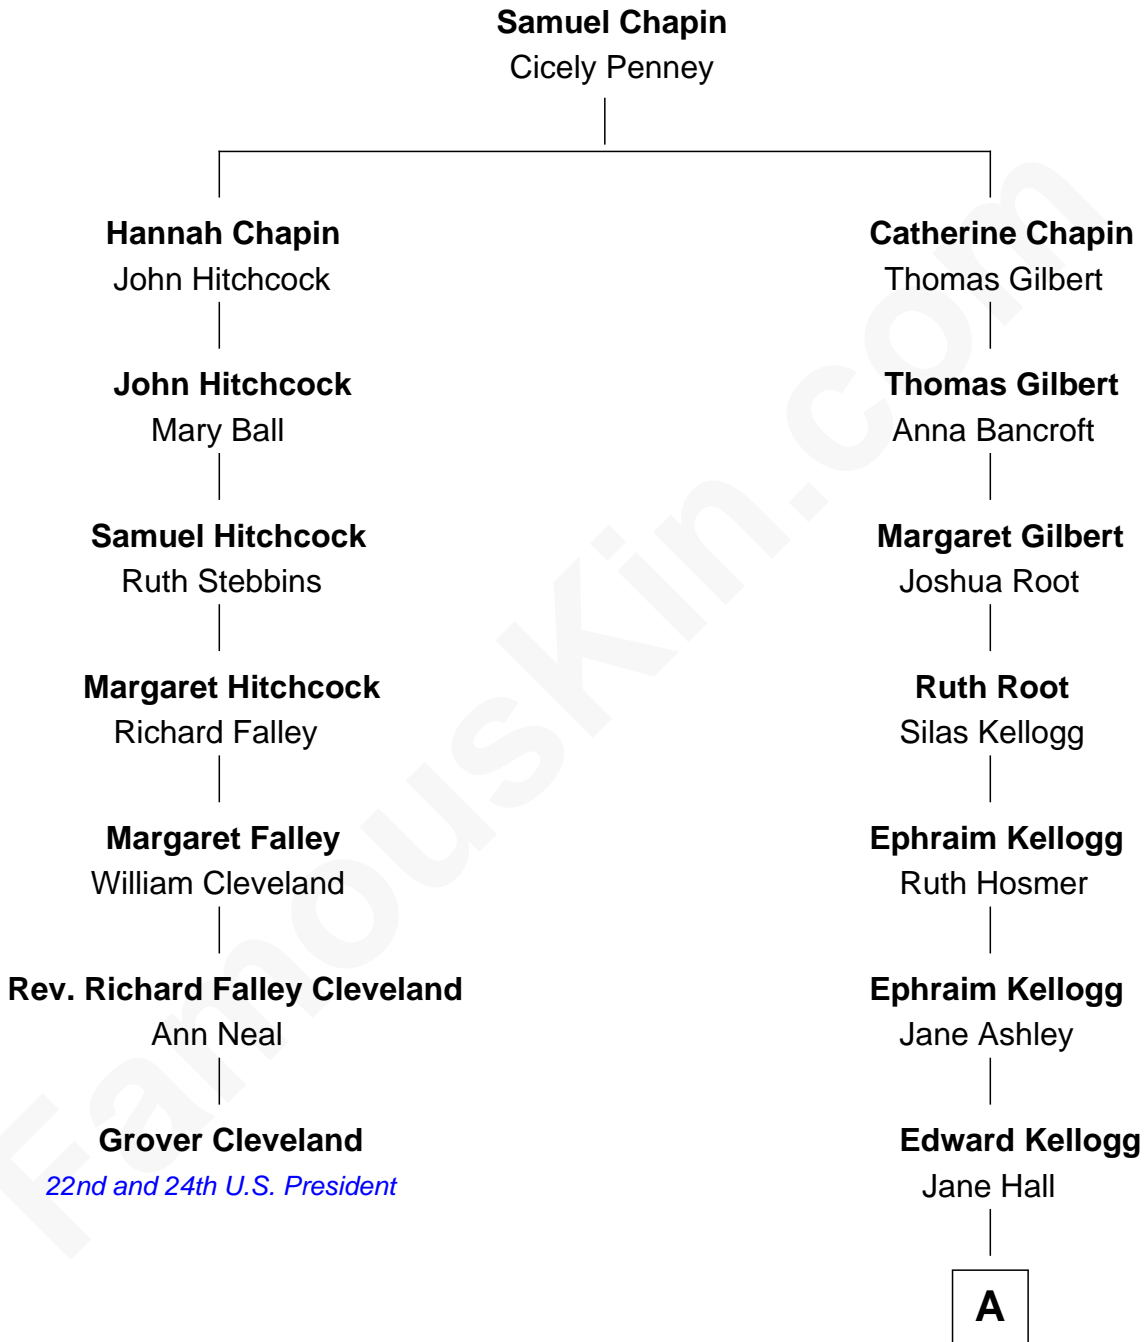 Samuel Chapin
Cicely Penney
Hannah Chapin
John Hitchcock
John Hitchcock
Mary Ball
Samuel Hitchcock
Ruth Stebbins
Margaret Hitchcock
Richard Falley
Margaret Falley
William Cleveland
Rev. Richard Falley Cleveland
Ann Neal
Grover Cleveland
22nd and 24th U.S. President
Catherine Chapin
Thomas Gilbert
Thomas Gilbert
Anna Bancroft
Margaret Gilbert
Joshua Root
Ruth Root
Silas Kellogg
Ephraim Kellogg
Ruth Hosmer
Ephraim Kellogg
Jane Ashley
Edward Kellogg
Jane Hall
A
FamousKin.com